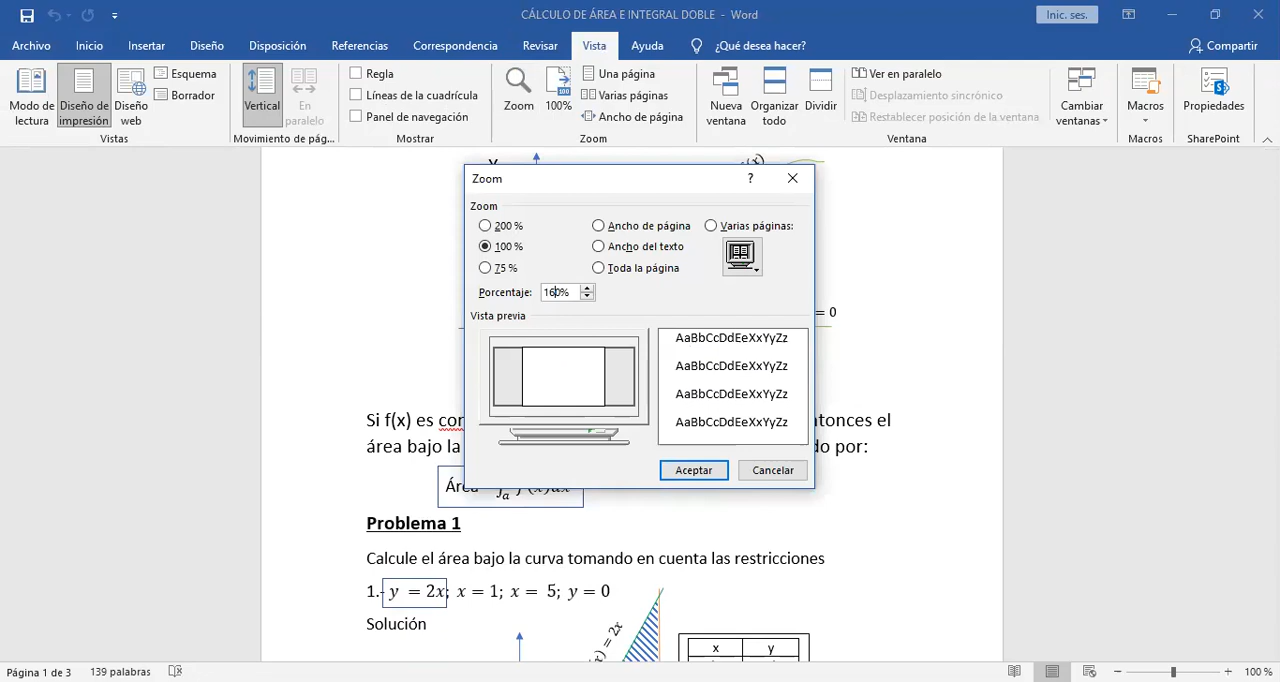 CÁLCULO DE ÁREA E INTEGRAL DOBLE - Word
Inic. ses.
Archivo Inicio Insertar Diseño Disposición Referencias Correspondencia Revisar Vista Ayuda ¿Qué desea hacer? Compartir
Modo de lectura
Diseño de impresión
Diseño web
Esquema
Borrador
Vistas
Vertical
En paralelo
Movimiento de pág...
Regla
Líneas de la cuadrícula
Panel de navegación
Mostrar
Zoom
100%
Una página
Varias páginas
Ancho de página
Zoom
Nueva ventana
Organizar todo
Dividir
Ver en paralelo
Desplazamiento sincrónico
Restablecer posición de la ventana
Ventana
Cambiar ventanas
Macros
Macros
Propiedades
SharePoint
Zoom
?
Zoom
200 %
100 %
75 %
Ancho de página
Ancho del texto
Toda la página
Varias páginas:
Porcentaje: 160%
Vista previa
AaBbCcDdEeXxYyZz
AaBbCcDdEeXxYyZz
AaBbCcDdEeXxYyZz
AaBbCcDdEeXxYyZz
Aceptar Cancelar
= 0
Si f(x) es
el
área bajo la
por:
Área
Problema 1
Calcule el área bajo la curva tomando en cuenta las restricciones
1.- y = 2x; x = 1; x = 5; y = 0
Solución
= 2x
x y
Página 1 de 3 139 palabras
100 %